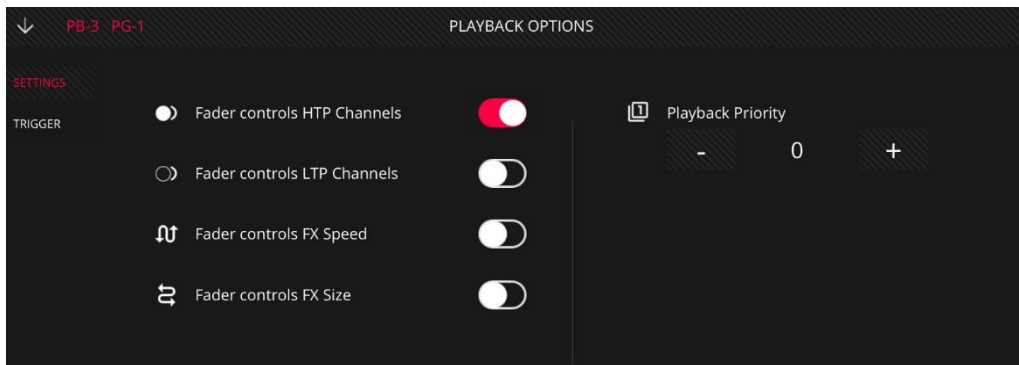 PB-3 PG-1 PLAYBACK OPTIONS
SETTINGS
TRIGGER
Fader controls HTP Channels
Fader controls LTP Channels
Fader controls FX Speed
Fader controls FX Size
1 Playback Priority
- 0 +